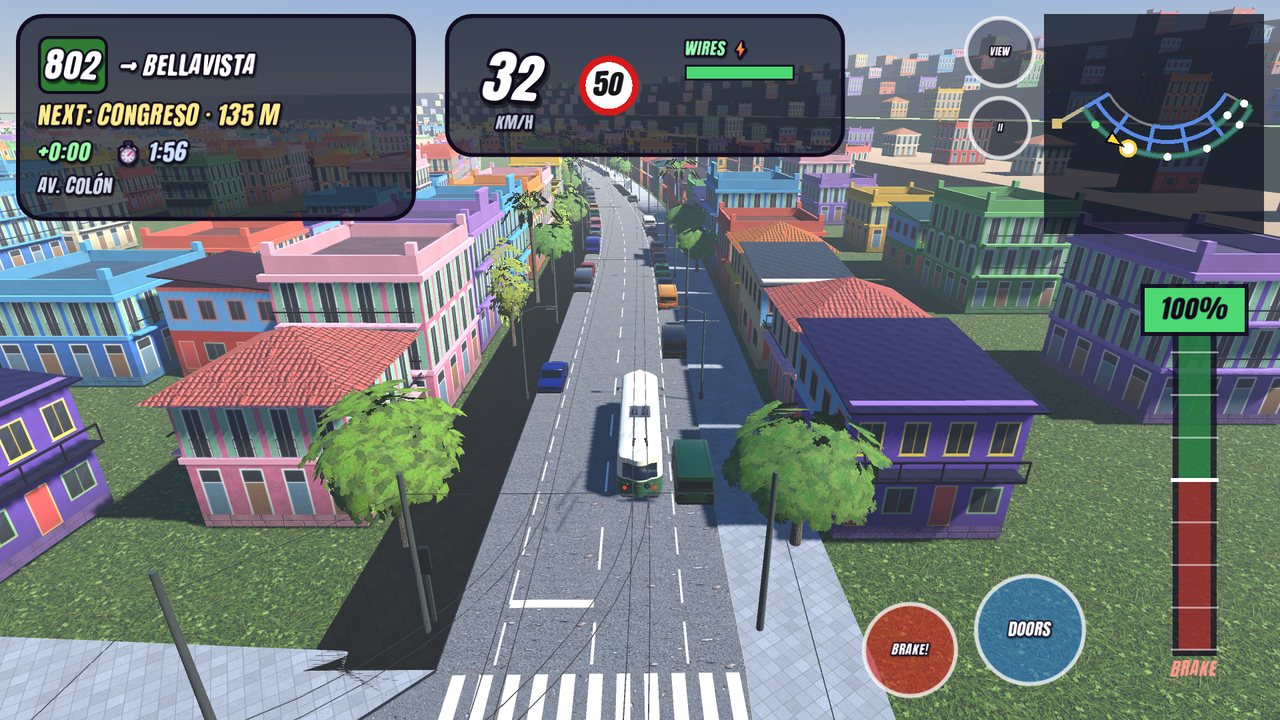 802 → BELLAVISTA
NEXT: CONGRESO · 135 M
+0:00 1:56
AV. COLÓN
32
KM/H
50
WIRES
VIEW
II
100%
BRAKE!
DOORS
BRAKE